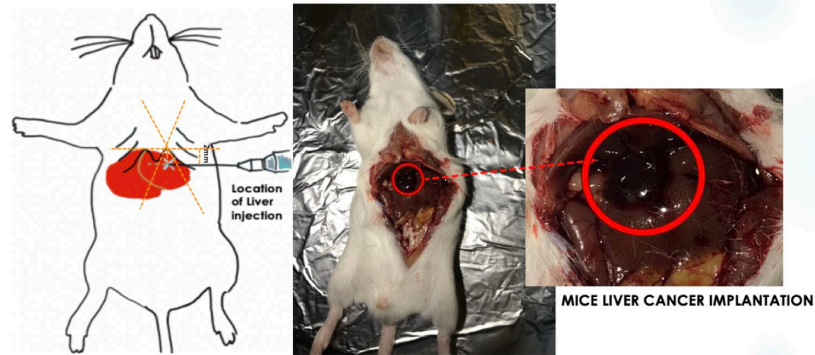 2mm
Location
of Liver
injection
MICE LIVER CANCER IMPLANTATION